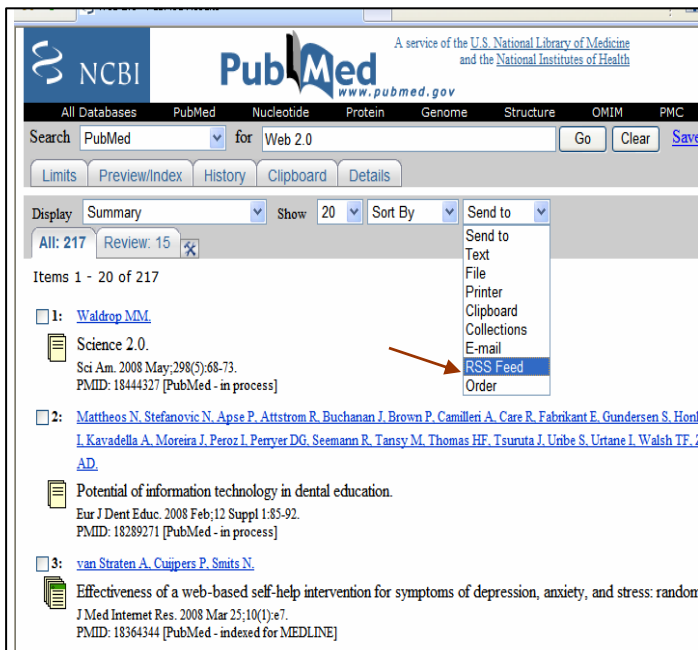 A service of the U.S. National Library of Medicine
and the National Institutes of Health
NCBI
PubMed
www.pubmed.gov
All Databases PubMed Nucleotide Protein Genome Structure OMIM PMC
Search PubMed for Web 2.0 Go Clear Save
Limits Preview/Index History Clipboard Details
Display Summary Show 20 Sort By Send to
All: 217 Review: 15
Send to
Text
File
Printer
Clipboard
Collections
E-mail
RSS Feed
Order
Items 1 - 20 of 217
1: Waldrop MM.
Science 2.0.
Sci Am. 2008 May;298(5):68-73.
PMID: 18444327 [PubMed - in process]
2: Mattheos N, Stefanovic N, Apse P, Attstrom R, Buchanan J, Brown P, Camilleri A, Care R, Fabrikant E, Gundersen S, Honk
I, Kavadella A, Moreira J, Peroz I, Perryer DG, Seemann R, Tansy M, Thomas HF, Tsuruta J, Uribe S, Urtane I, Walsh TF,
AD.
Potential of information technology in dental education.
Eur J Dent Educ. 2008 Feb;12 Suppl 1:85-92.
PMID: 18289271 [PubMed - in process]
3: van Straten A, Cuijpers P, Smits N.
Effectiveness of a web-based self-help intervention for symptoms of depression, anxiety, and stress: random
J Med Internet Res. 2008 Mar 25;10(1):e7.
PMID: 18364344 [PubMed - indexed for MEDLINE]